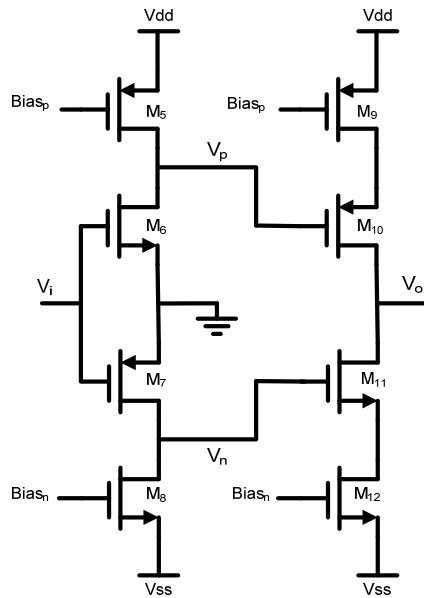 Vdd
Vdd
Biasp
M5
Biasp
M9
Vp
M6
M10
Vi
Vo
M7
M11
Vn
Biasn
M8
Biasn
M12
Vss
Vss